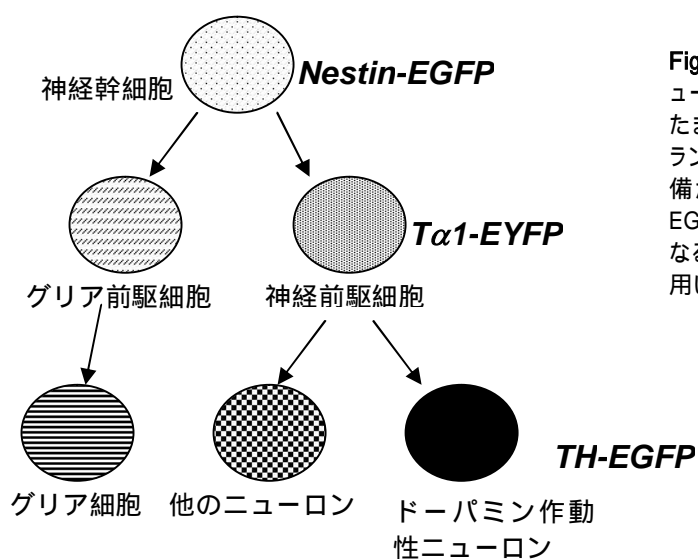 神経幹細胞
Nestin-EGFP
Tα1-EYFP
グリア前駆細胞
神経前駆細胞
TH-EGFP
グリア細胞
他のニューロン
ドーパミン作動
性ニューロン
Fig
ュー
たま
ラン
備が
EG
なる
用